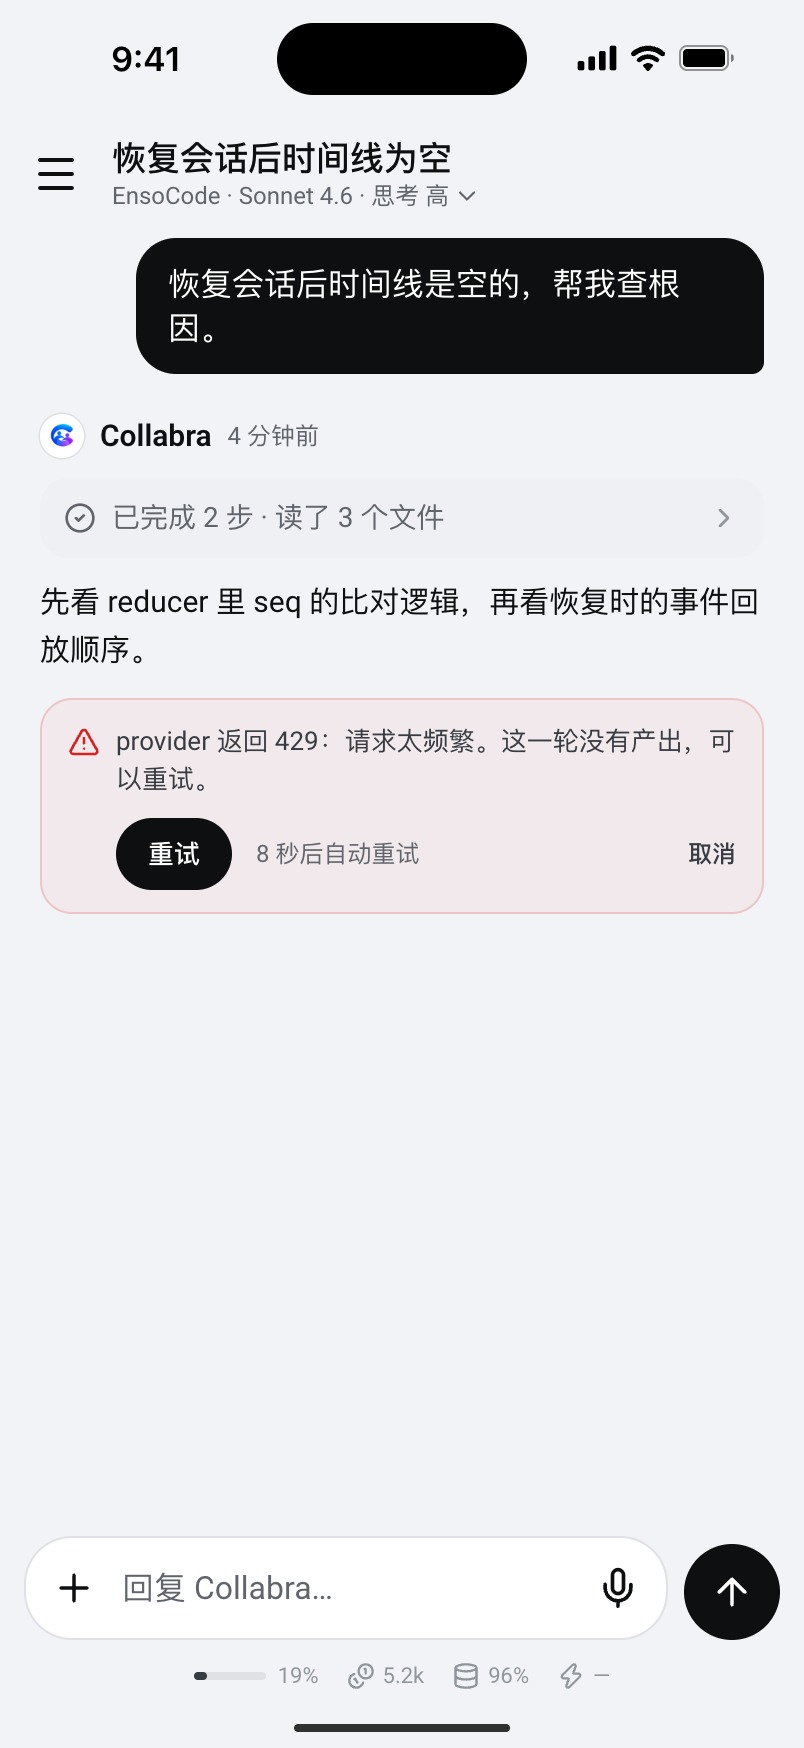 9:41
恢复会话后时间线为空
EnsoCode · Sonnet 4.6 · 思考 高
恢复会话后时间线是空的，帮我查根
因。
Collabra 4 分钟前
已完成 2 步 · 读了 3 个文件
先看 reducer 里 seq 的比对逻辑，再看恢复时的事件回
放顺序。
provider 返回 429：请求太频繁。这一轮没有产出，可
以重试。
重试 8 秒后自动重试 取消
回复 Collabra…
19% 5.2k 96% —